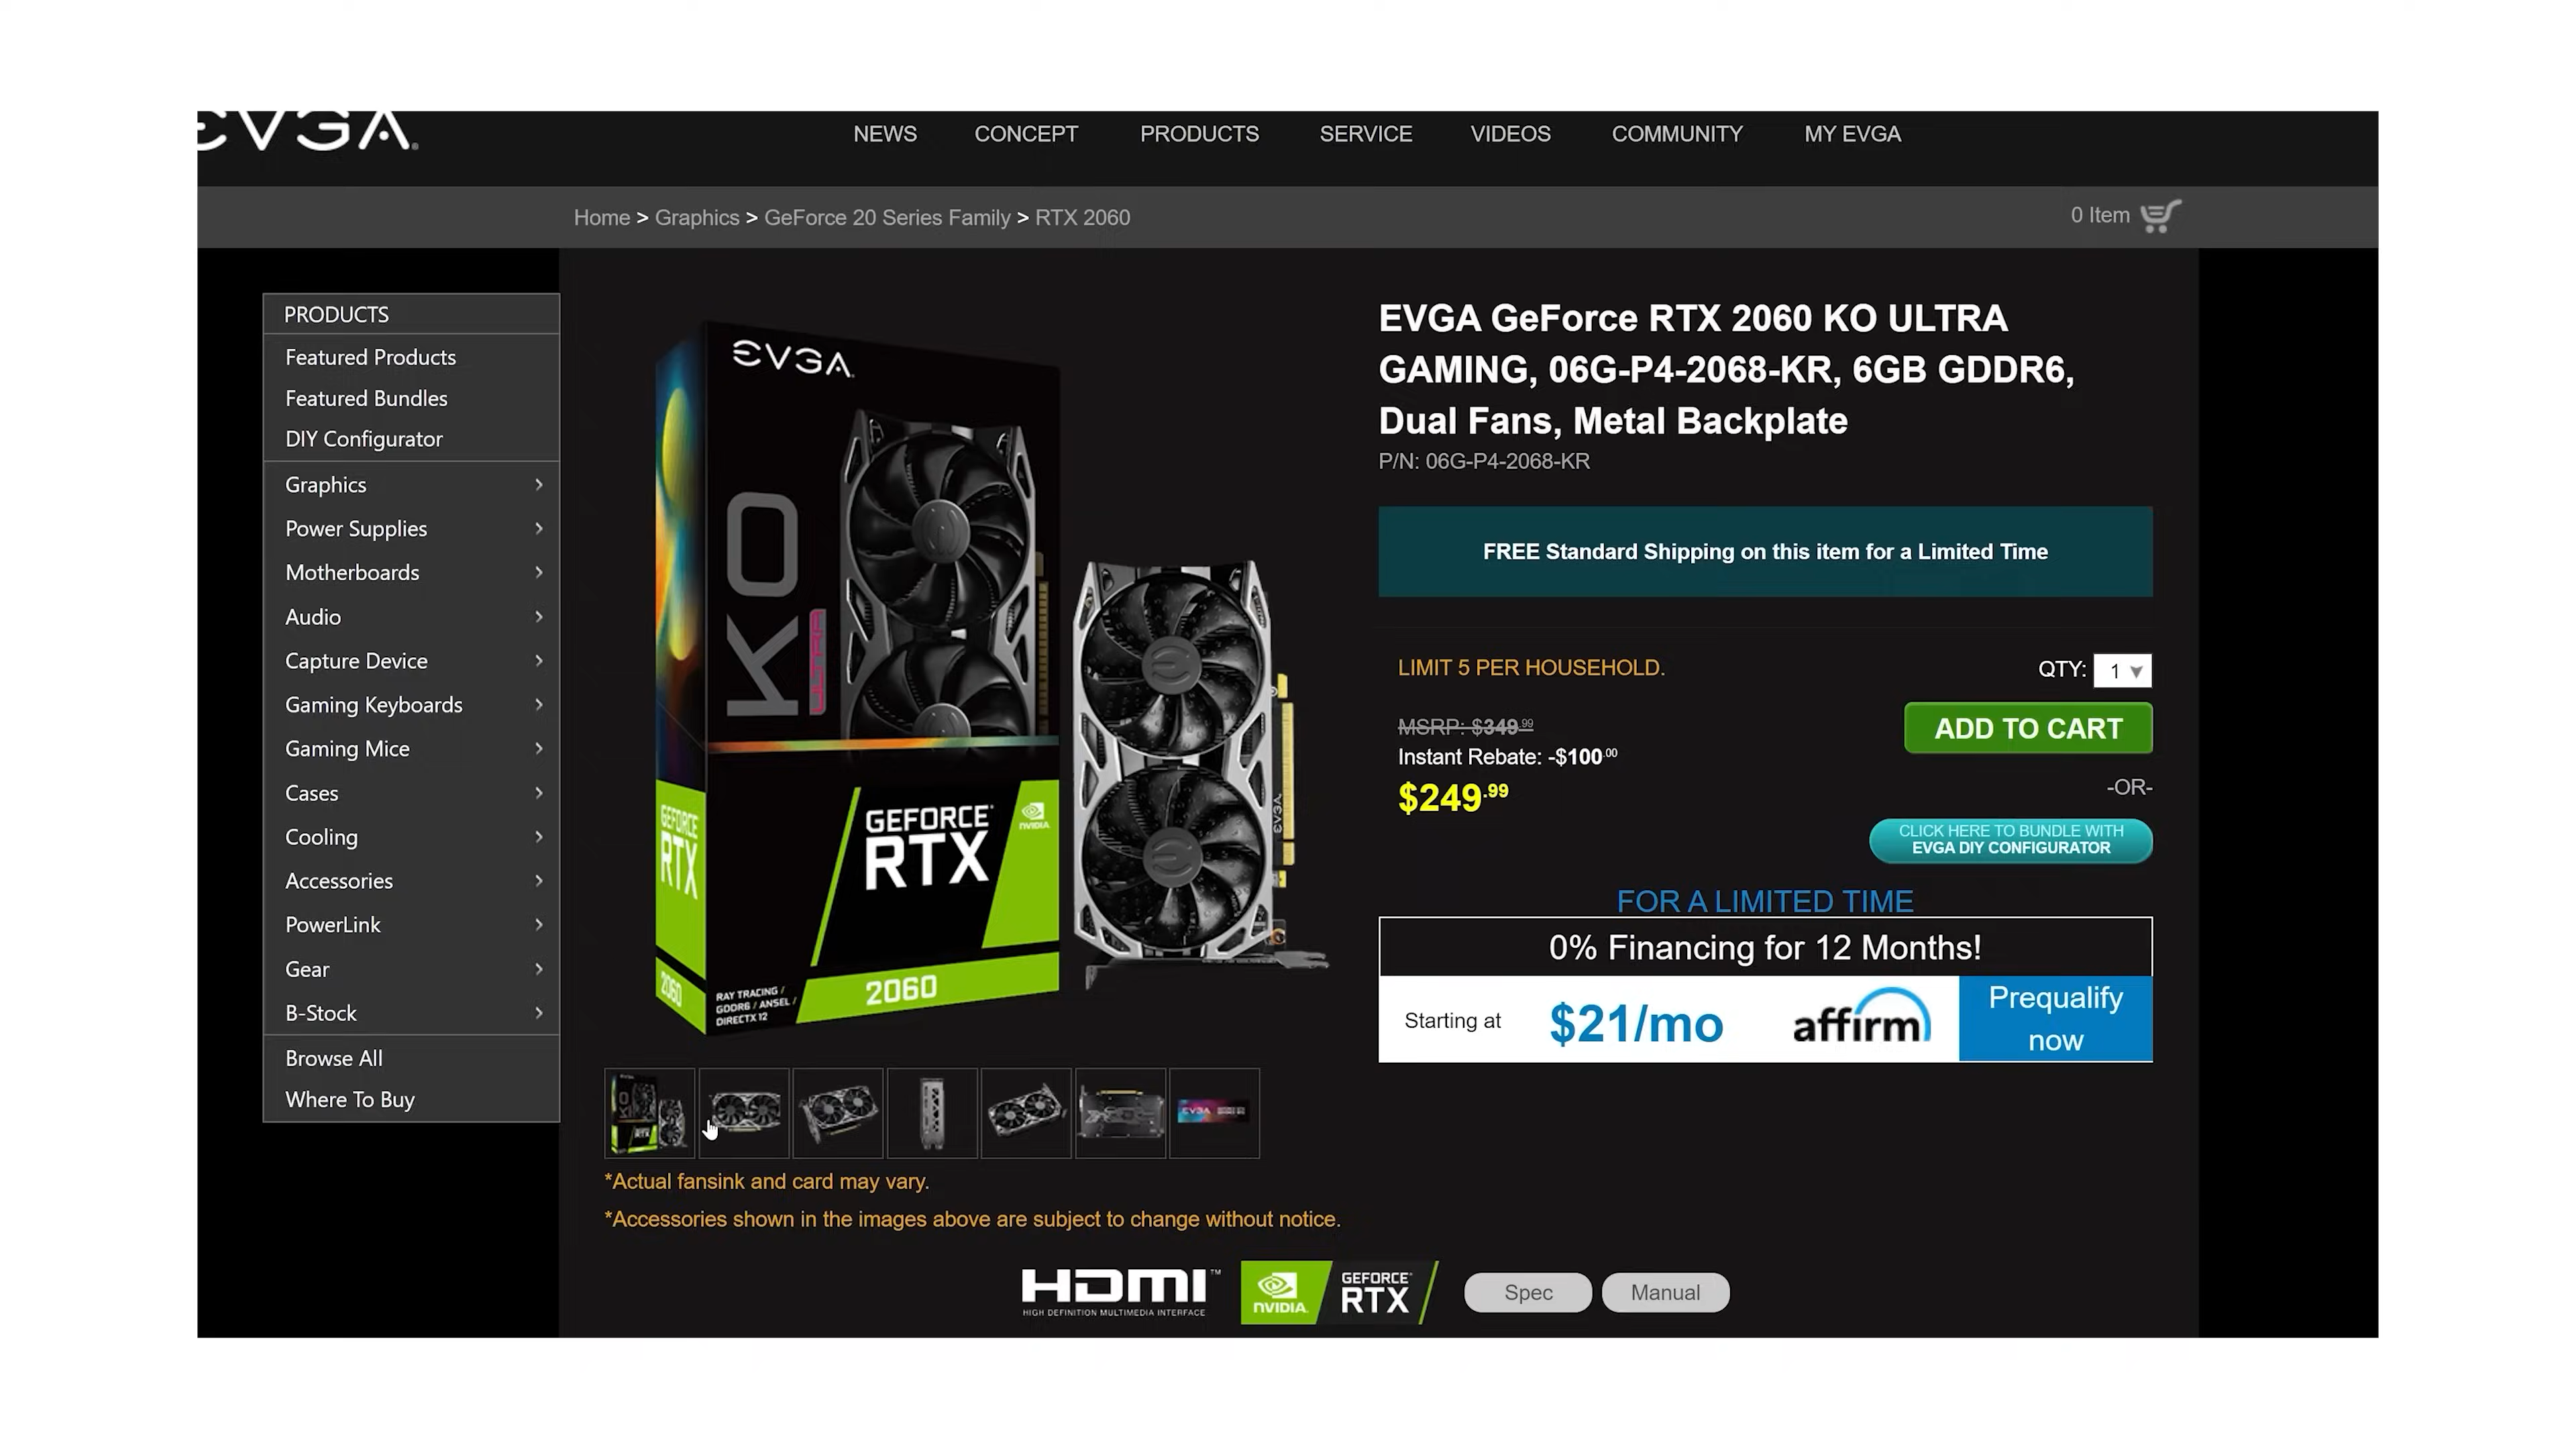 EVGA
NEWS CONCEPT PRODUCTS SERVICE VIDEOS COMMUNITY MY EVGA
Home > Graphics > GeForce 20 Series Family > RTX 2060
0 Item
PRODUCTS
Featured Products
Featured Bundles
DIY Configurator
Graphics
Power Supplies
Motherboards
Audio
Capture Device
Gaming Keyboards
Gaming Mice
Cases
Cooling
Accessories
PowerLink
Gear
B-Stock
Browse All
Where To Buy
EVGA
KO
ULTRA
GEFORCE
RTX
NVIDIA
2060
RAY TRACING /
GDDR6 / ANSEL /
DIRECTX 12
GEFORCE
RTX
2060
EVGA
EVGA GeForce RTX 2060 KO ULTRA
GAMING, 06G-P4-2068-KR, 6GB GDDR6,
Dual Fans, Metal Backplate
P/N: 06G-P4-2068-KR
FREE Standard Shipping on this item for a Limited Time
LIMIT 5 PER HOUSEHOLD.
QTY: 1
MSRP: $349.99
Instant Rebate: -$100.00
$249.99
ADD TO CART
-OR-
CLICK HERE TO BUNDLE WITH
EVGA DIY CONFIGURATOR
FOR A LIMITED TIME
0% Financing for 12 Months!
Starting at $21/mo affirm
Prequalify
now
*Actual fansink and card may vary.
*Accessories shown in the images above are subject to change without notice.
HDMI™
HIGH DEFINITION MULTIMEDIA INTERFACE
NVIDIA
GEFORCE
RTX
Spec
Manual